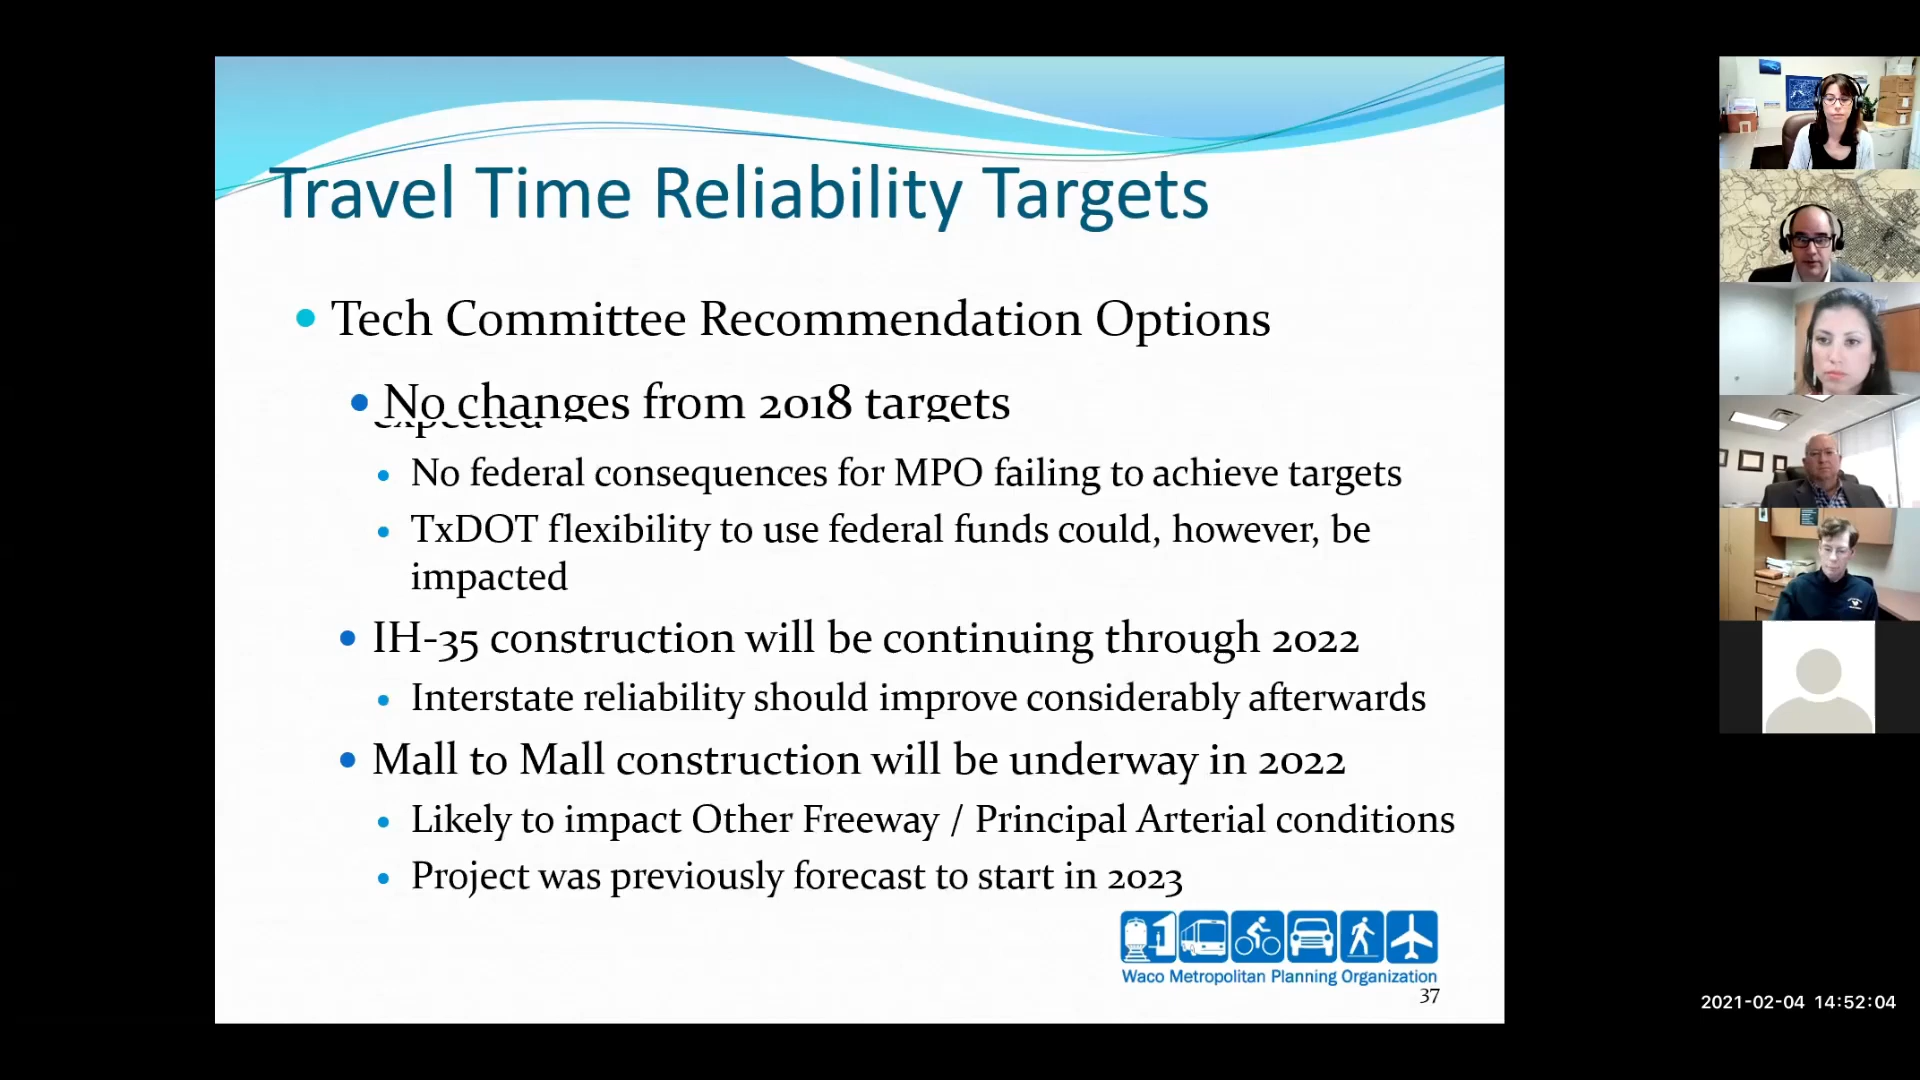 Travel Time Reliability Targets
Tech Committee Recommendation Options
No changes from 2018 targets
expected
No federal consequences for MPO failing to achieve targets
TxDOT flexibility to use federal funds could, however, be
impacted
IH-35 construction will be continuing through 2022
Interstate reliability should improve considerably afterwards
Mall to Mall construction will be underway in 2022
Likely to impact Other Freeway / Principal Arterial conditions
Project was previously forecast to start in 2023
Waco Metropolitan Planning Organization
37
2021-02-04 14:52:04